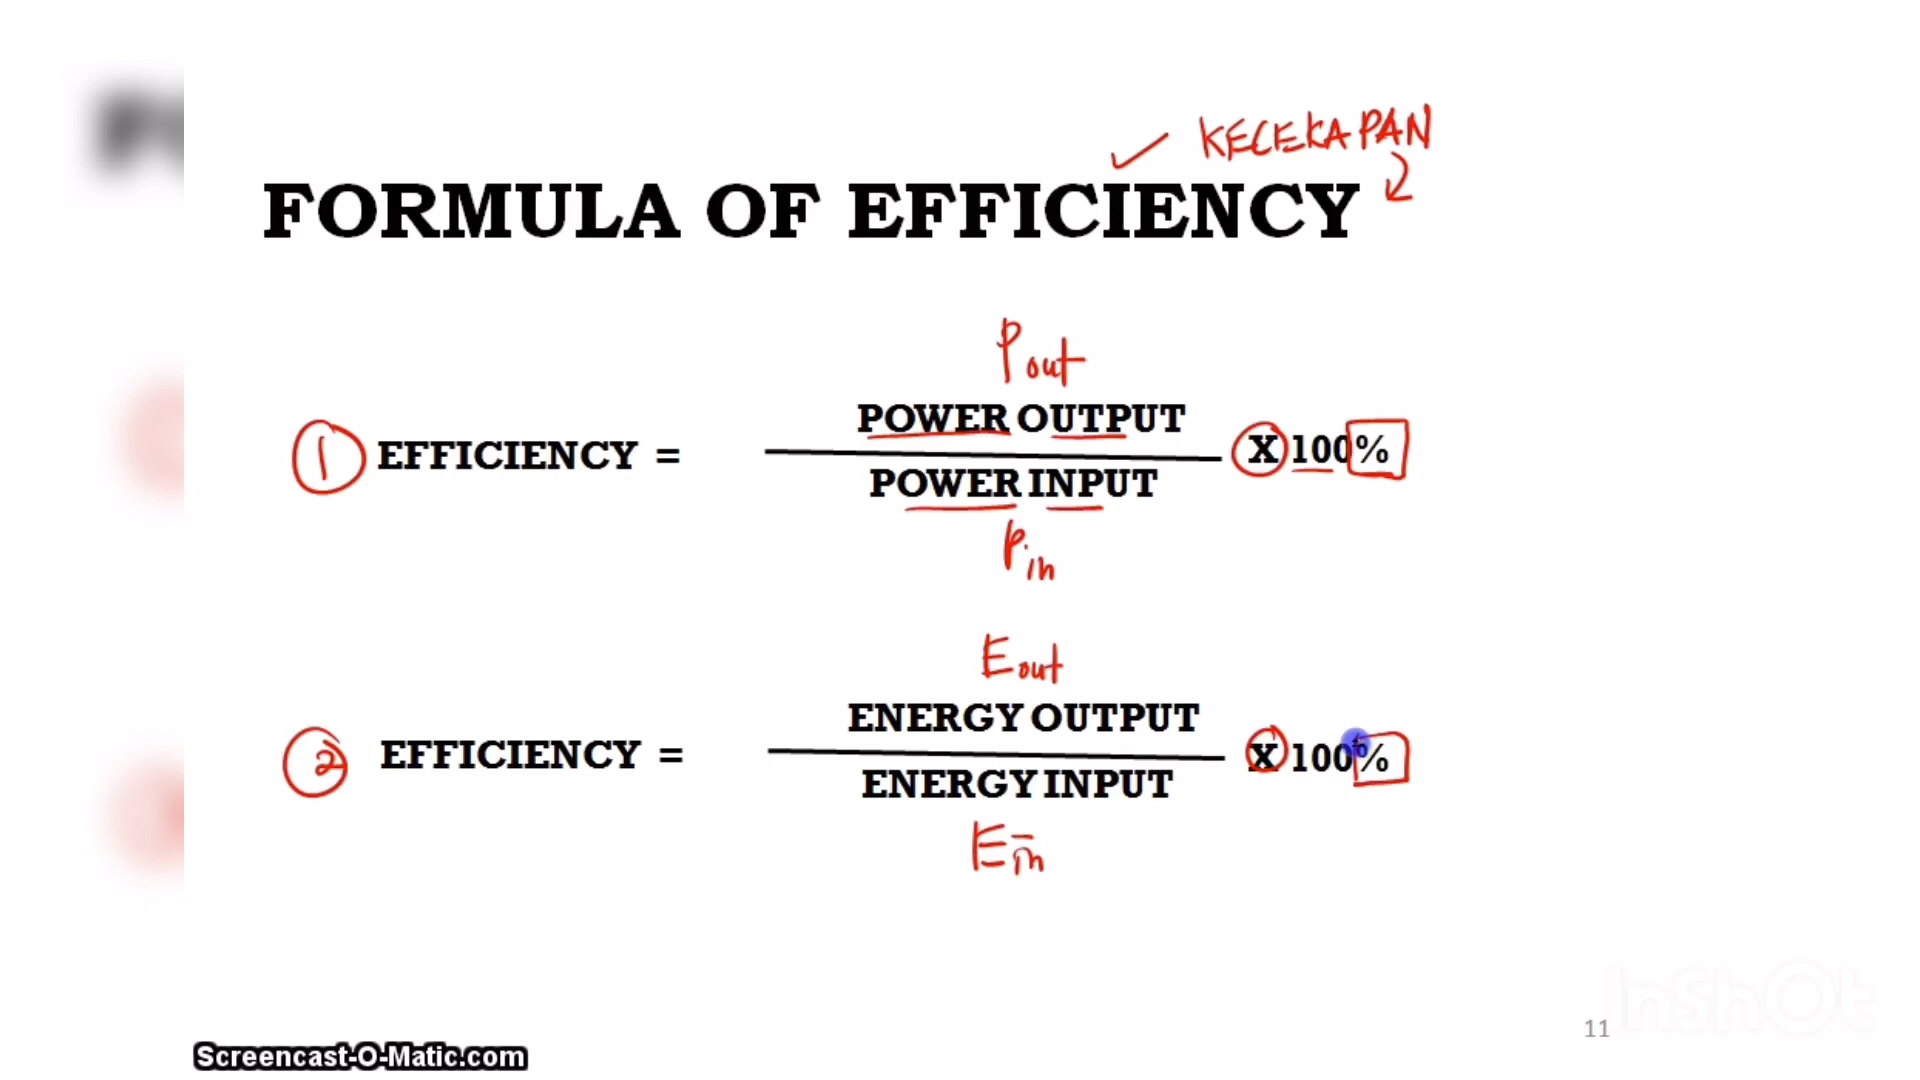 ✓ KECEKAPAN
FORMULA OF EFFICIENCY
Pout
1 EFFICIENCY = POWER OUTPUT X 100%
POWER INPUT
Pin
Eout
2 EFFICIENCY = ENERGY OUTPUT X 100%
ENERGY INPUT
Ein
InShOt
11
Screencast-O-Matic.com